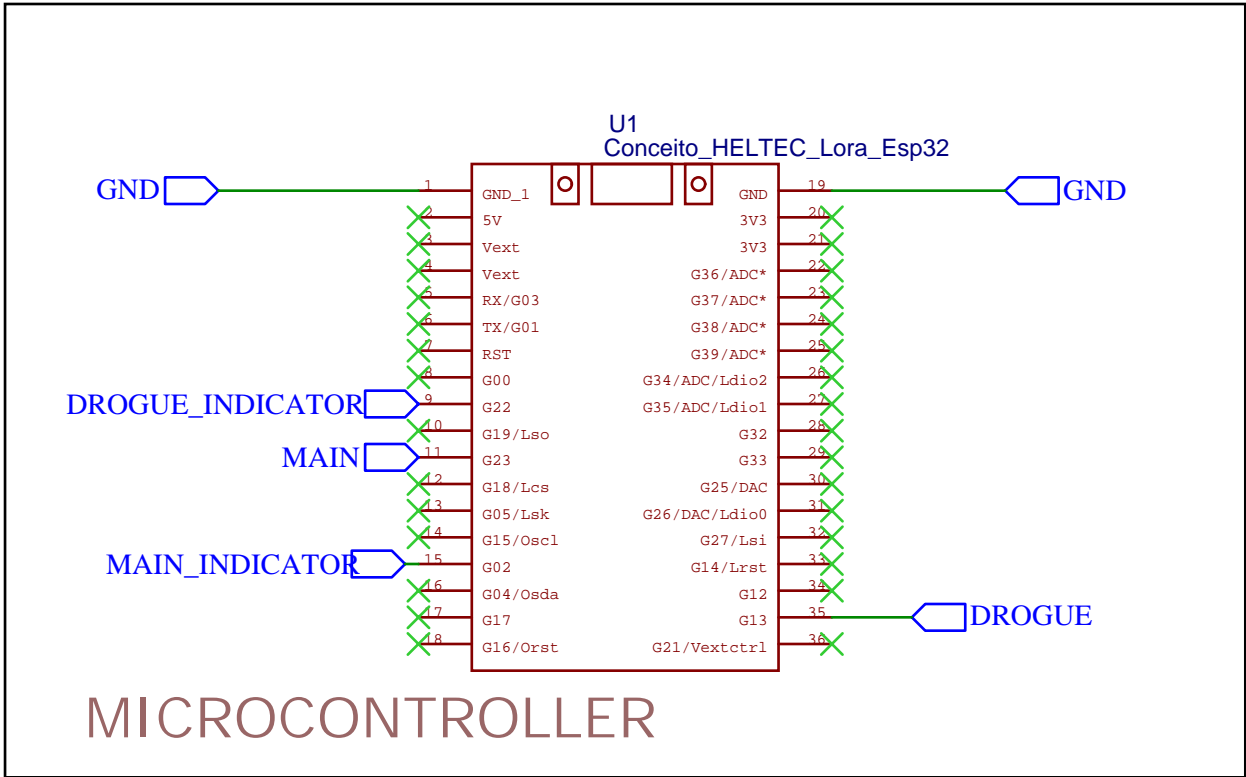 U1
Conceito_HELTEC_Lora_Esp32
GND 1 GND_1 GND 19 GND
2 5V 3V3 20
3 Vext 3V3 21
4 Vext G36/ADC* 22
5 RX/G03 G37/ADC* 23
6 TX/G01 G38/ADC* 24
7 RST G39/ADC* 25
8 G00 G34/ADC/Ldio2 26
DROGUE_INDICATOR 9 G22 G35/ADC/Ldio1 27
10 G19/Lso G32 28
MAIN 11 G23 G33 29
12 G18/Lcs G25/DAC 30
13 G05/Lsk G26/DAC/Ldio0 31
14 G15/Oscl G27/Lsi 32
MAIN_INDICATOR 15 G02 G14/Lrst 33
16 G04/Osda G12 34
17 G17 G13 35 DROGUE
18 G16/Orst G21/Vextctrl 36
MICROCONTROLLER